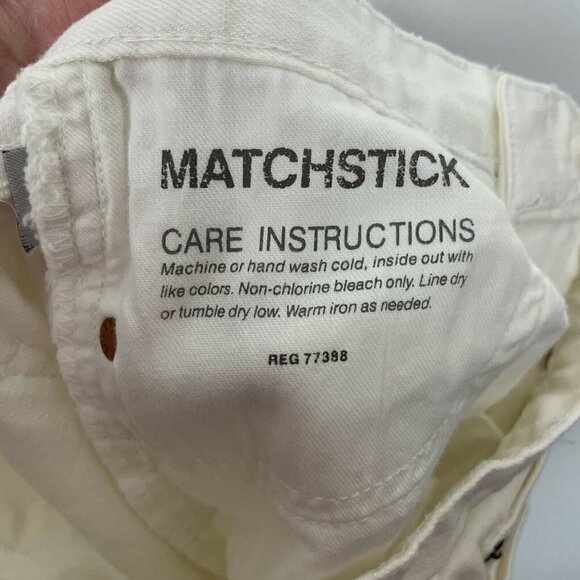 MATCHSTICK
CARE INSTRUCTIONS
Machine or hand wash cold, inside out with
like colors. Non-chlorine bleach only. Line dry
or tumble dry low. Warm iron as needed.
REG 77388